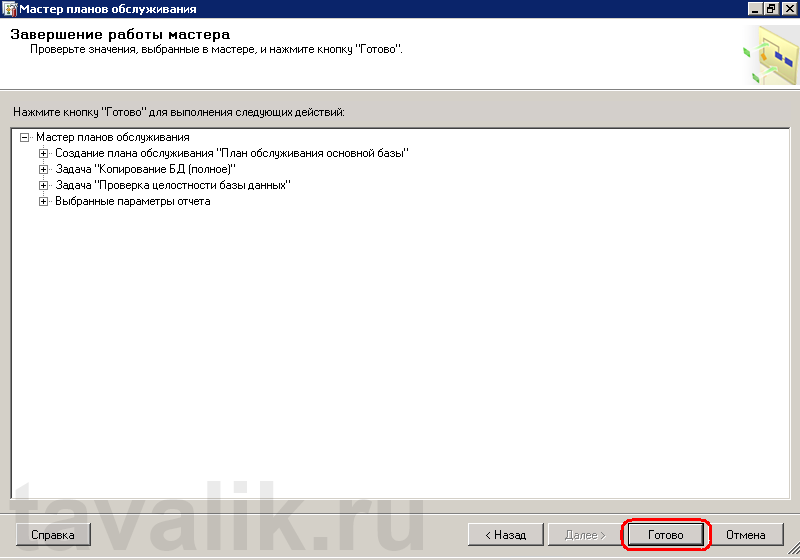 Мастер планов обслуживания
Завершение работы мастера
Проверьте значения, выбранные в мастере, и нажмите кнопку "Готово".
Нажмите кнопку "Готово" для выполнения следующих действий:
Мастер планов обслуживания
Создание плана обслуживания "План обслуживания основной базы"
Задача "Копирование БД (полное)"
Задача "Проверка целостности базы данных"
Выбранные параметры отчета
tavalik.ru
Справка
< Назад
Далее >
Готово
Отмена